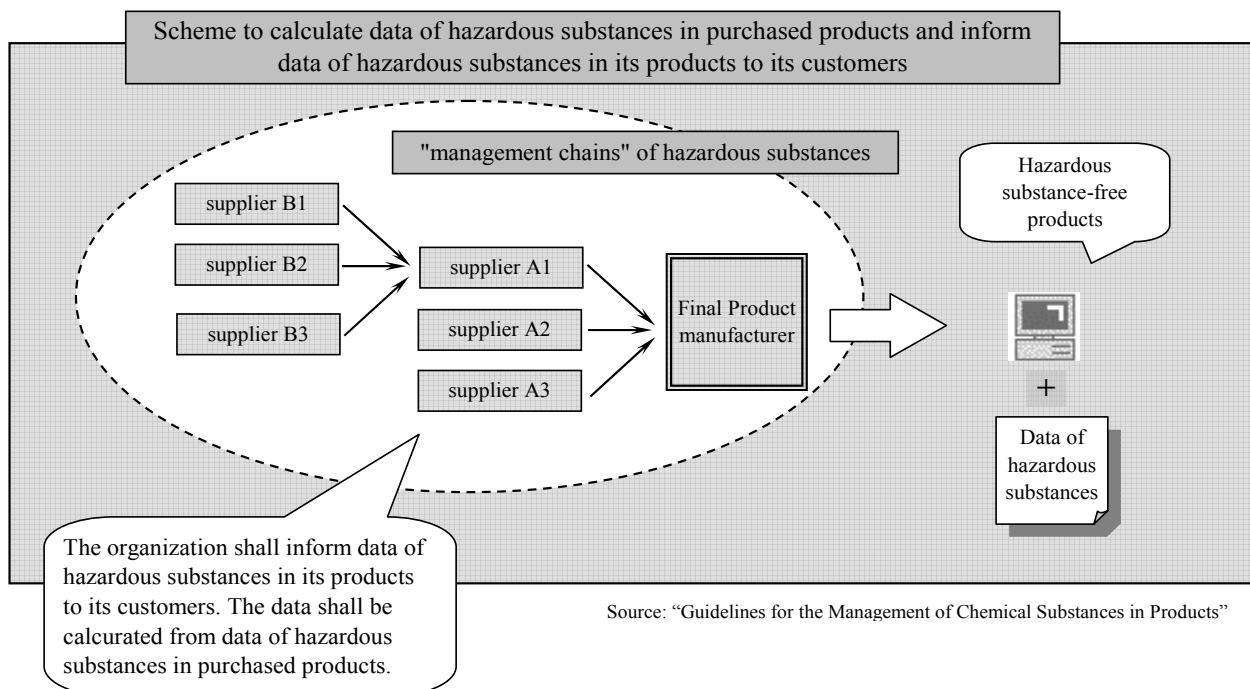 Scheme to calculate data of hazardous substances in purchased products and inform
data of hazardous substances in its products to its customers
"management chains" of hazardous substances
Hazardous
substance-free
products
supplier B1
supplier B2
supplier B3
supplier A1
supplier A2
supplier A3
Final Product
manufacturer
+
Data of
hazardous
substances
The organization shall inform data of
hazardous substances in its products
to its customers. The data shall be
calcurated from data of hazardous
substances in purchased products.
Source: “Guidelines for the Management of Chemical Substances in Products”